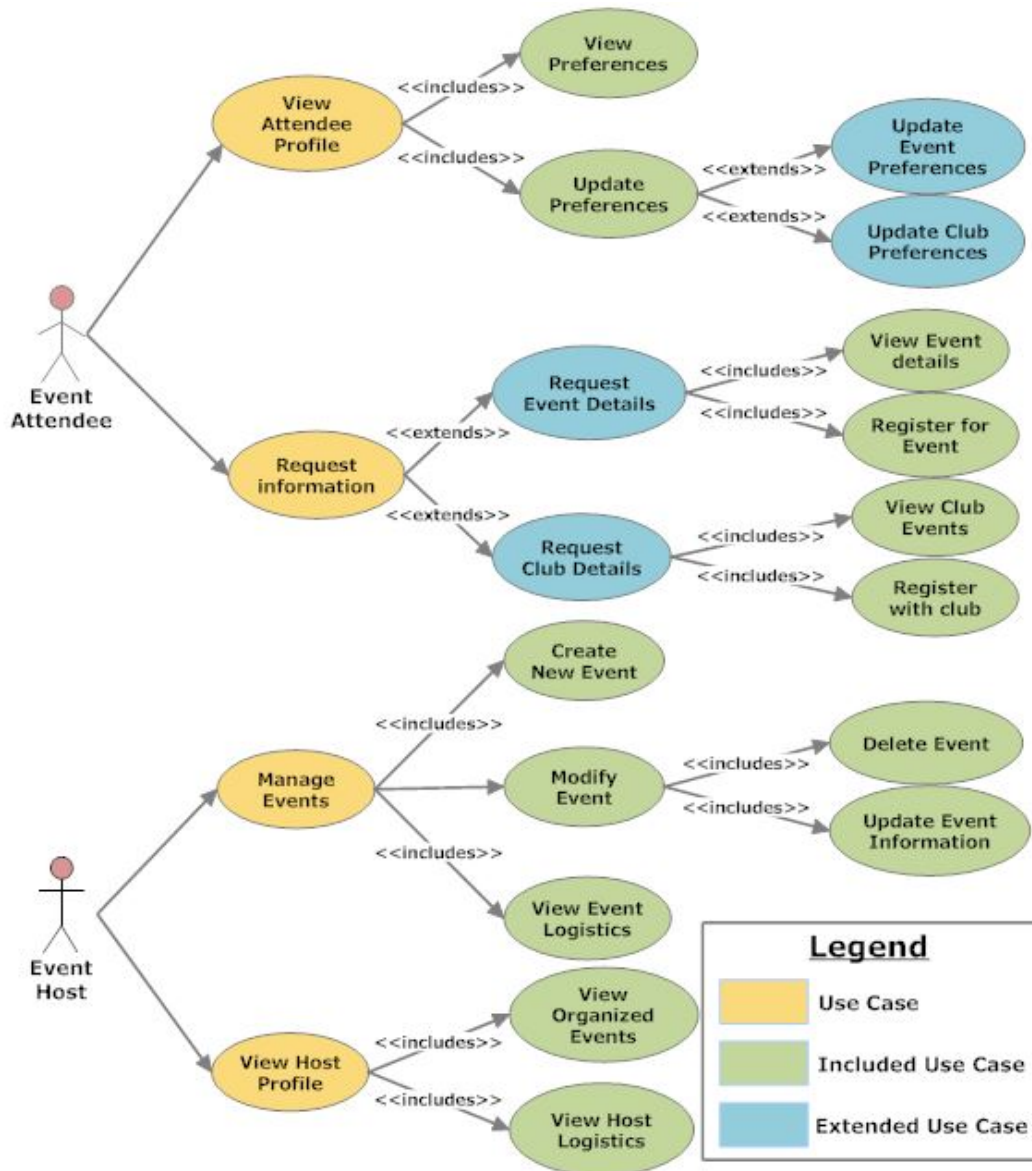 View
Preferences
<<includes>>
View
Attendee
Profile
<<includes>>
Update
Preferences
<<extends>>
Update
Event
Preferences
<<extends>>
Update Club
Preferences
Event
Attendee
Request
information
<<extends>>
Request
Event Details
<<includes>>
View Event
details
<<includes>>
Register for
Event
<<extends>>
Request
Club Details
<<includes>>
View Club
Events
<<includes>>
Register
with club
Create
New Event
<<includes>>
Manage
Events
Modify
Event
<<includes>>
Delete Event
<<includes>>
Update Event
Information
<<includes>>
View Event
Logistics
Event
Host
View Host
Profile
<<includes>>
View
Organized
Events
<<includes>>
View Host
Logistics
Legend
Use Case
Included Use Case
Extended Use Case